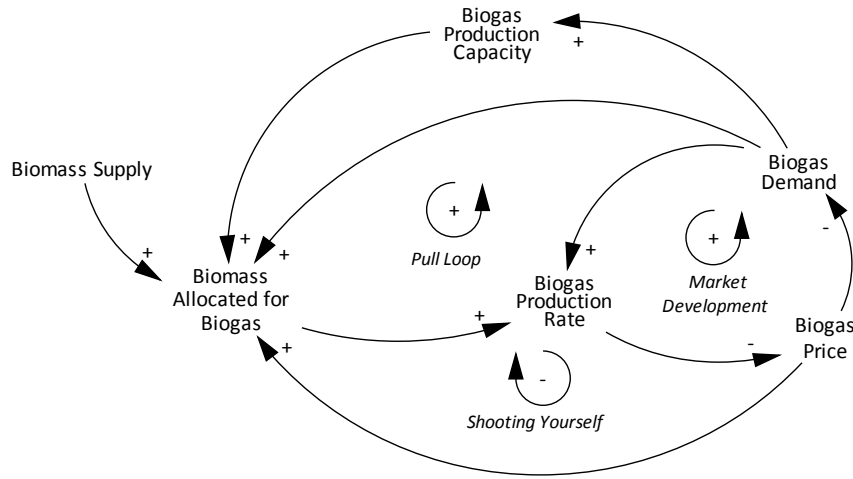 Biogas
Production
Capacity
+
Biomass Supply
Biogas
Demand
+
+
+
+
-
+
+
Pull Loop
Market
Development
Biomass
Allocated for
Biogas
Biogas
Production
Rate
+
+
-
Biogas
Price
-
Shooting Yourself